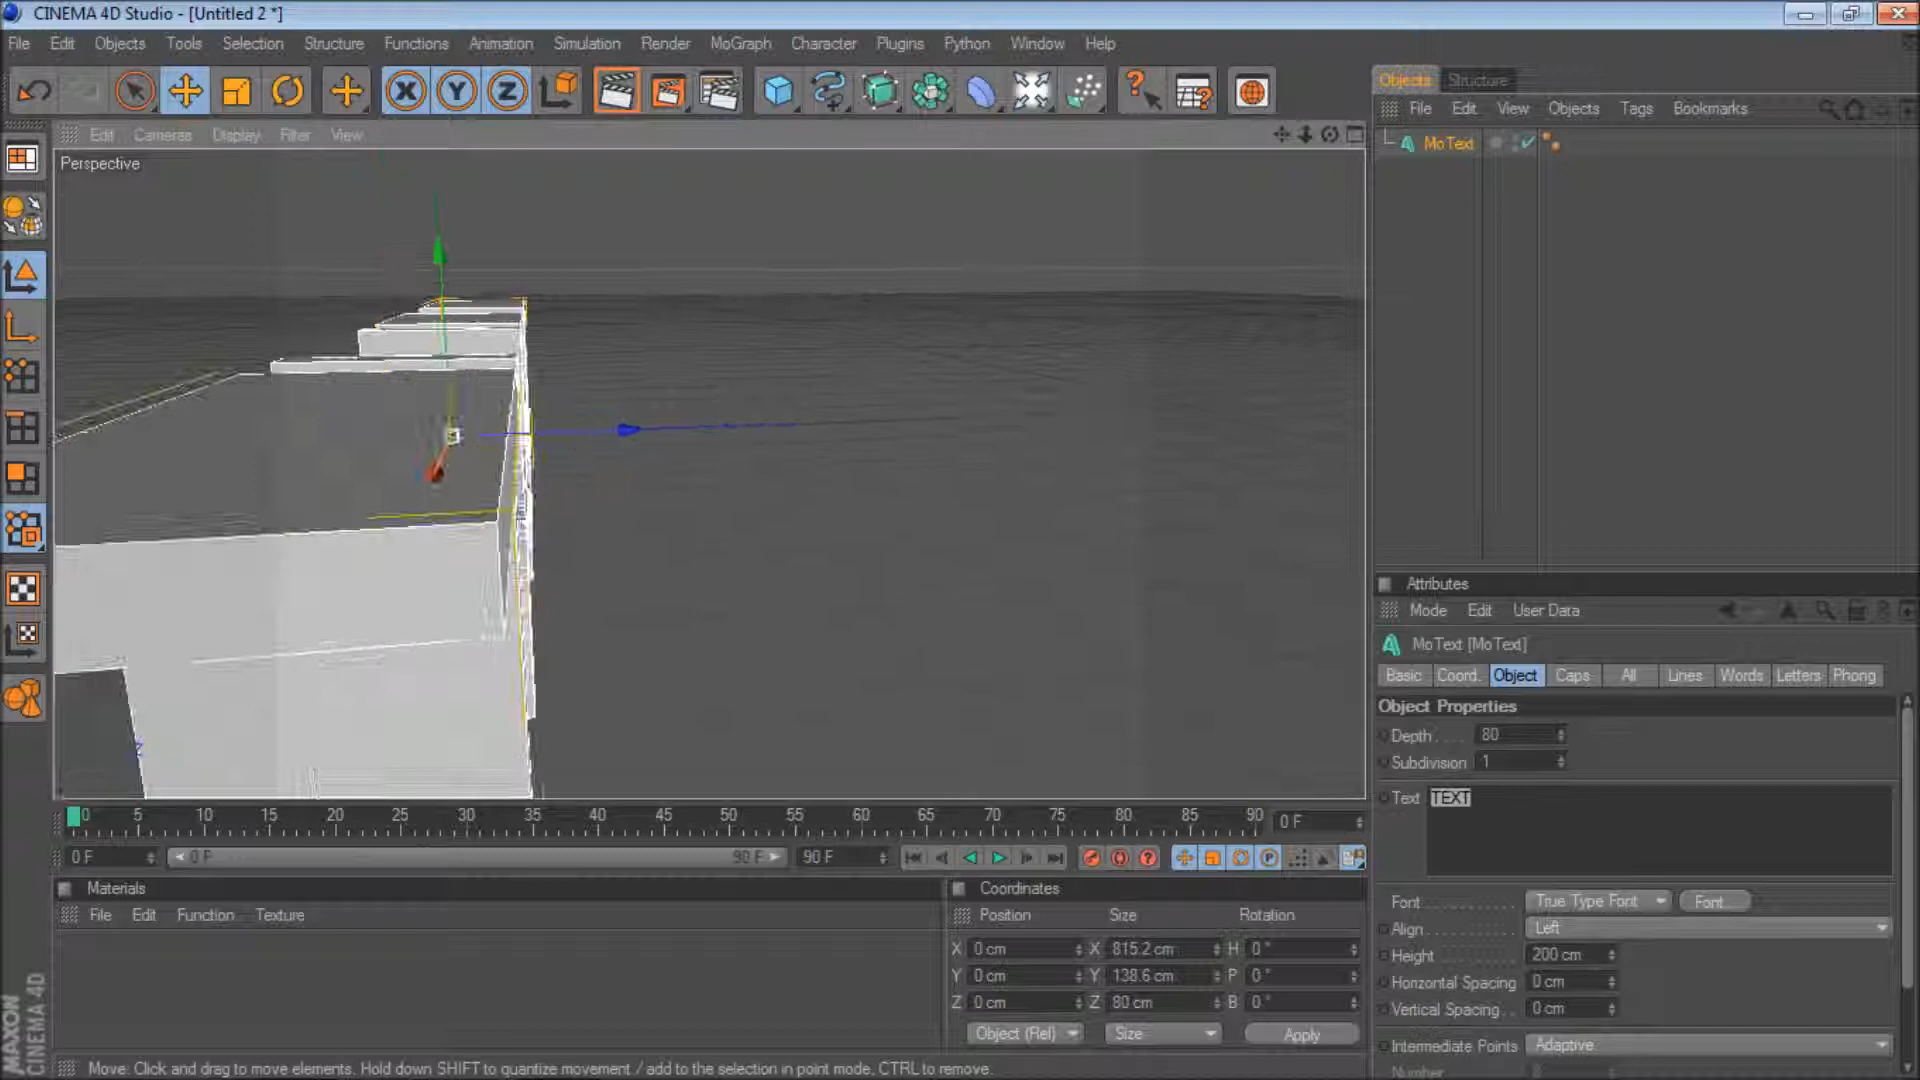 CINEMA 4D Studio - [Untitled 2 *]
File Edit Objects Tools Selection Structure Functions Animation Simulation Render MoGraph Character Plugins Python Window Help
X Y Z
Objects Structure
File Edit View Objects Tags Bookmarks
Edit Cameras Display Filter View
MoText
Perspective
Attributes
Mode Edit User Data
MoText [MoText]
Basic Coord. Object Caps All Lines Words Letters Phong
Object Properties
Depth 80
Subdivision 1
Text TEXT
0 5 10 15 20 25 30 35 40 45 50 55 60 65 70 75 80 85 90 0 F
0 F 0 F 90 F 90 F
Font True Type Font Font
Align Left
Height 200 cm
Horizontal Spacing 0 cm
Vertical Spacing 0 cm
Intermediate Points Adaptive
Number
Materials
File Edit Function Texture
Coordinates
Position Size Rotation
X 0 cm X 815.2 cm H 0 °
Y 0 cm Y 138.6 cm P 0 °
Z 0 cm Z 80 cm B 0 °
Object (Rel) Size Apply
MAXON
CINEMA 4D
Move: Click and drag to move elements. Hold down SHIFT to quantize movement / add to the selection in point mode, CTRL to remove.